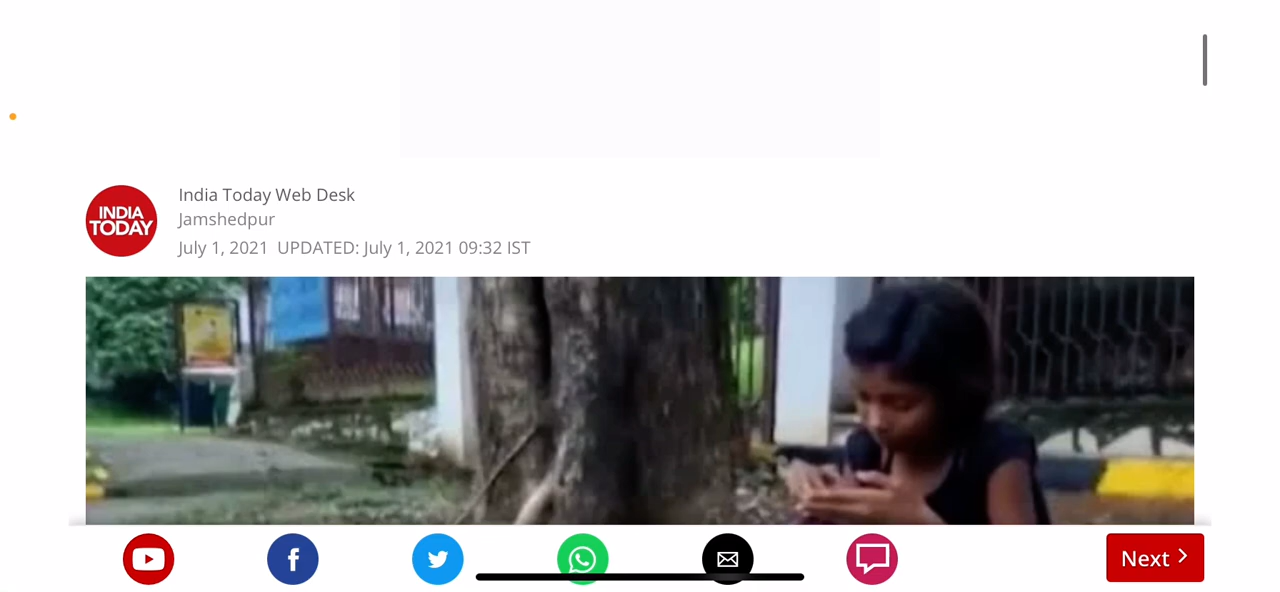 INDIA
TODAY
India Today Web Desk
Jamshedpur
July 1, 2021 UPDATED: July 1, 2021 09:32 IST
f
Next